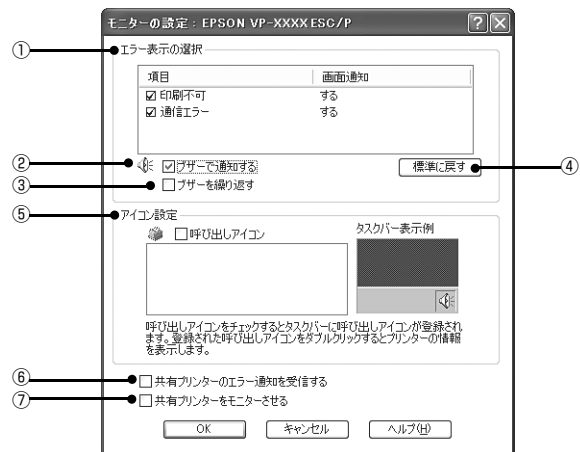 モニターの設定：EPSON VP-XXXX ESC/P
① エラー表示の選択
項目 画面通知
印刷不可 する
通信エラー する
② ブザーで通知する 標準に戻す ④
③ ブザーを繰り返す
⑤ アイコン設定
呼び出しアイコン タスクバー表示例
呼び出しアイコンをチェックするとタスクバーに呼び出しアイコンが登録され
ます。登録された呼び出しアイコンをダブルクリックするとプリンターの情報
を表示します。
⑥ 共有プリンターのエラー通知を受信する
⑦ 共有プリンターをモニターさせる
OK キャンセル ヘルプ(H)